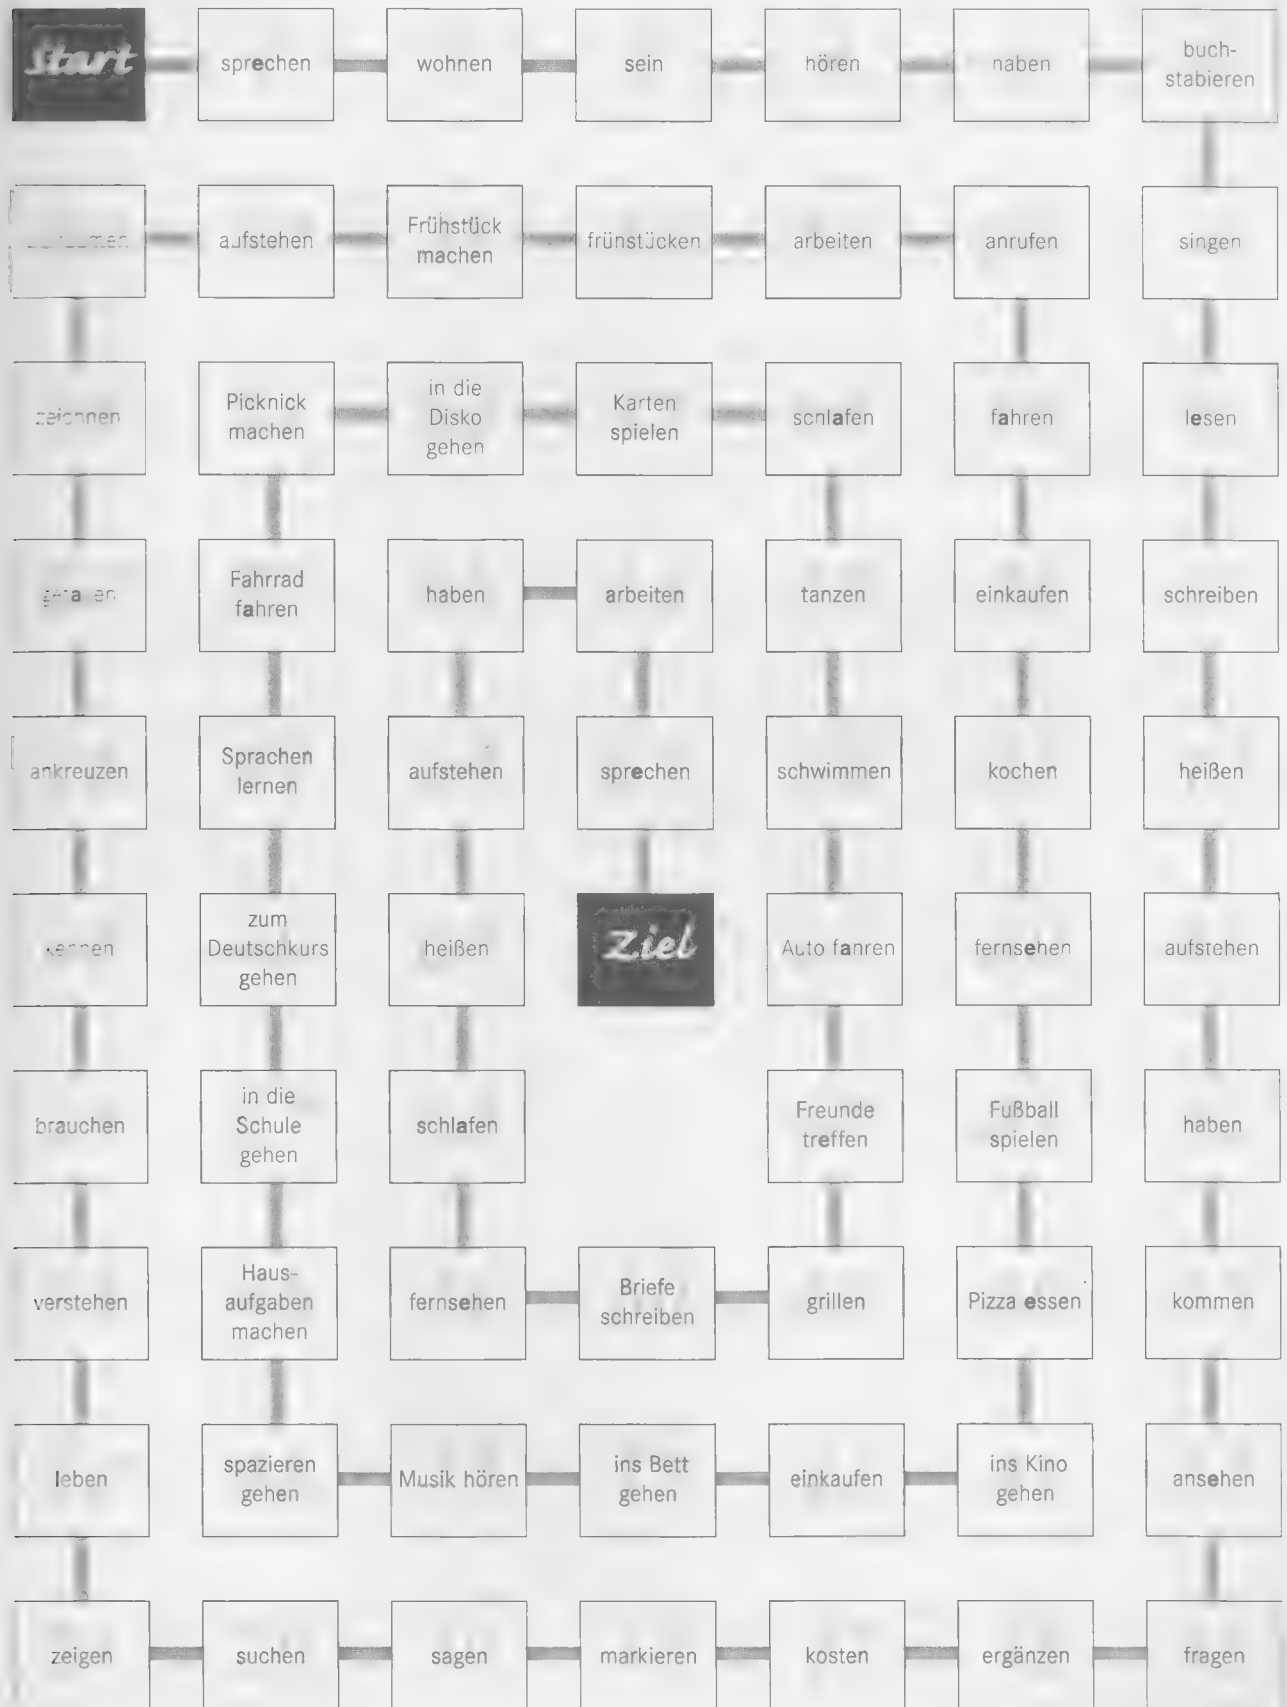 Start
sprechen
wohnen
sein
hören
naben
buch-
stabieren
aufstehen
Frühstück
machen
frünstücken
arbeiten
anrufen
singen
zeichnen
Picknick
machen
in die
Disko
gehen
Karten
spielen
schlafen
fahren
lesen
Fahrrad
fahren
haben
arbeiten
tanzen
einkaufen
schreiben
ankreuzen
Sprachen
lernen
aufstehen
sprechen
schwimmen
kochen
heißen
zum
Deutschkurs
gehen
heißen
Ziel
Auto fahren
fernsehen
aufstehen
brauchen
in die
Schule
gehen
schlafen
Freunde
treffen
Fußball
spielen
haben
verstehen
Haus-
aufgaben
machen
fernsehen
Briefe
schreiben
grillen
Pizza essen
kommen
leben
spazieren
gehen
Musik hören
ins Bett
gehen
einkaufen
ins Kino
gehen
ansehen
zeigen
suchen
sagen
markieren
kosten
ergänzen
fragen